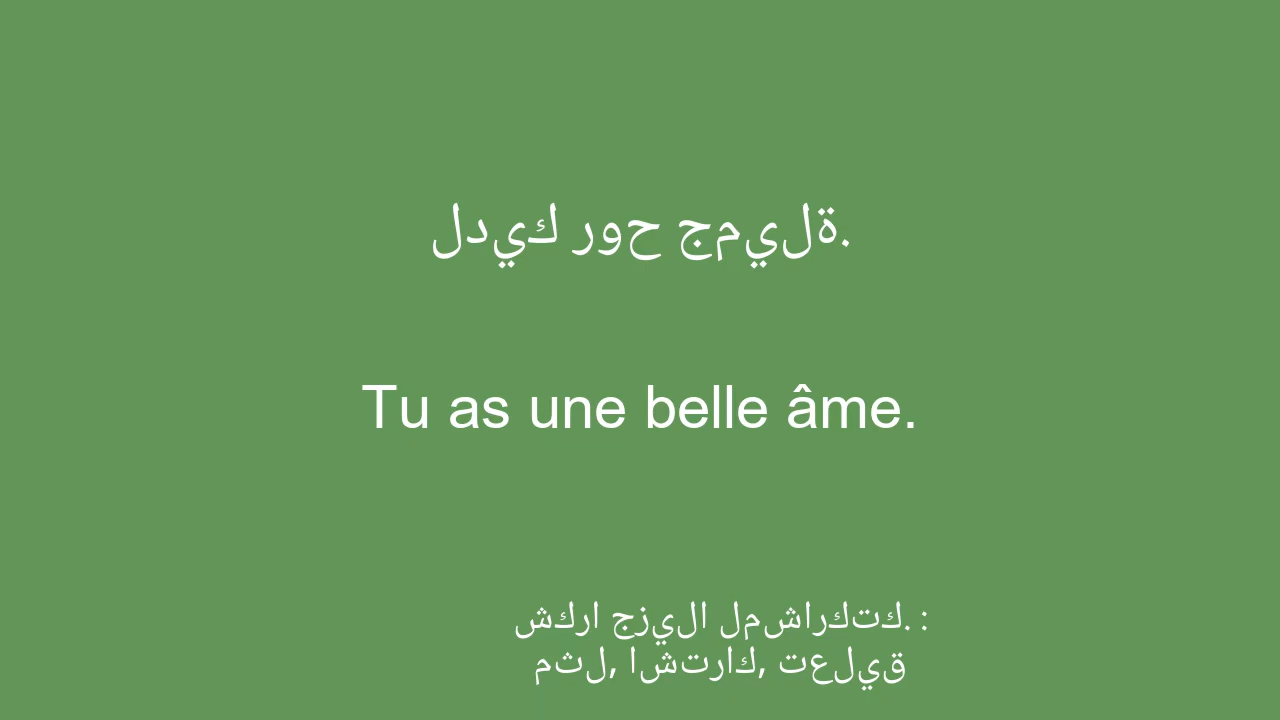 لديك روح جميلة.
Tu as une belle âme.
شكرا جزيلا لمشاركتك. :
مثل, اشتراك, تعليق